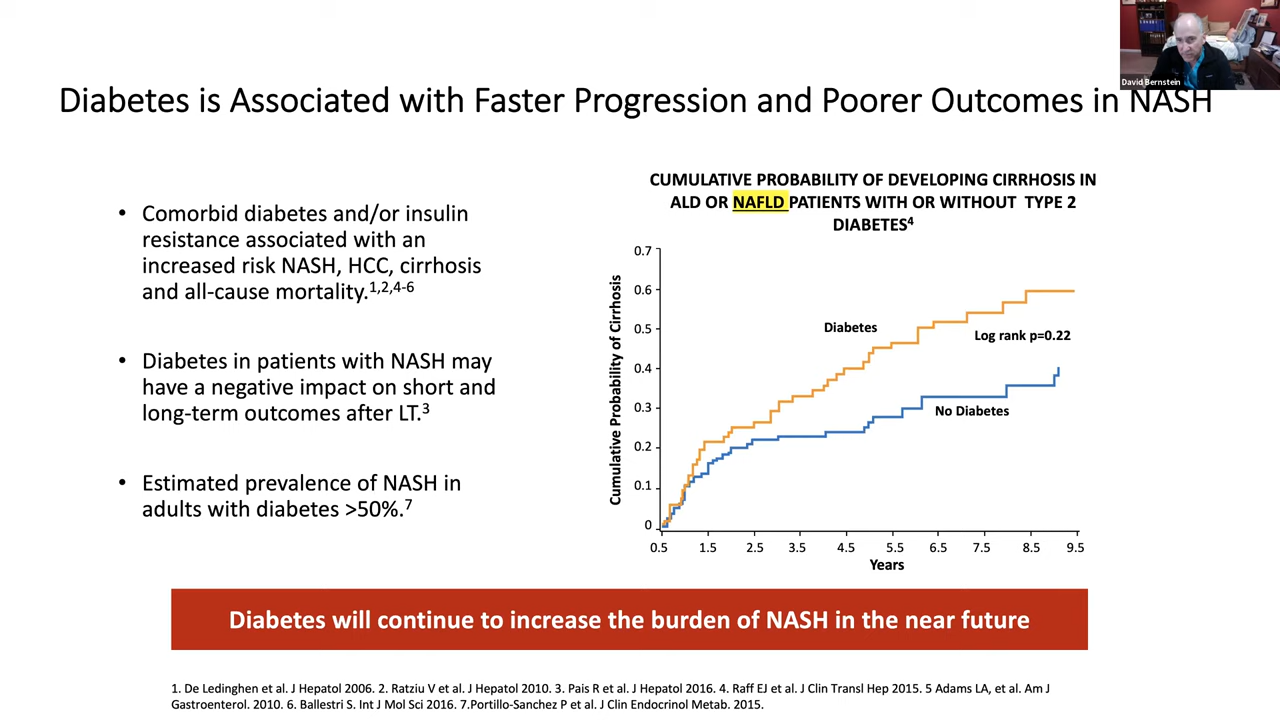 David Bernstein
Diabetes is Associated with Faster Progression and Poorer Outcomes in NASH
• Comorbid diabetes and/or insulin
resistance associated with an
increased risk NASH, HCC, cirrhosis
and all-cause mortality.1,2,4-6
• Diabetes in patients with NASH may
have a negative impact on short and
long-term outcomes after LT.3
• Estimated prevalence of NASH in
adults with diabetes >50%.7
CUMULATIVE PROBABILITY OF DEVELOPING CIRRHOSIS IN
ALD OR NAFLD PATIENTS WITH OR WITHOUT TYPE 2
DIABETES4
Cumulative Probability of Cirrhosis
0.7
0.6
0.5
0.4
0.3
0.2
0.1
0
Diabetes
Log rank p=0.22
No Diabetes
0.5 1.5 2.5 3.5 4.5 5.5 6.5 7.5 8.5 9.5
Years
Diabetes will continue to increase the burden of NASH in the near future
1. De Ledinghen et al. J Hepatol 2006. 2. Ratziu V et al. J Hepatol 2010. 3. Pais R et al. J Hepatol 2016. 4. Raff EJ et al. J Clin Transl Hep 2015. 5 Adams LA, et al. Am J
Gastroenterol. 2010. 6. Ballestri S. Int J Mol Sci 2016. 7.Portillo-Sanchez P et al. J Clin Endocrinol Metab. 2015.